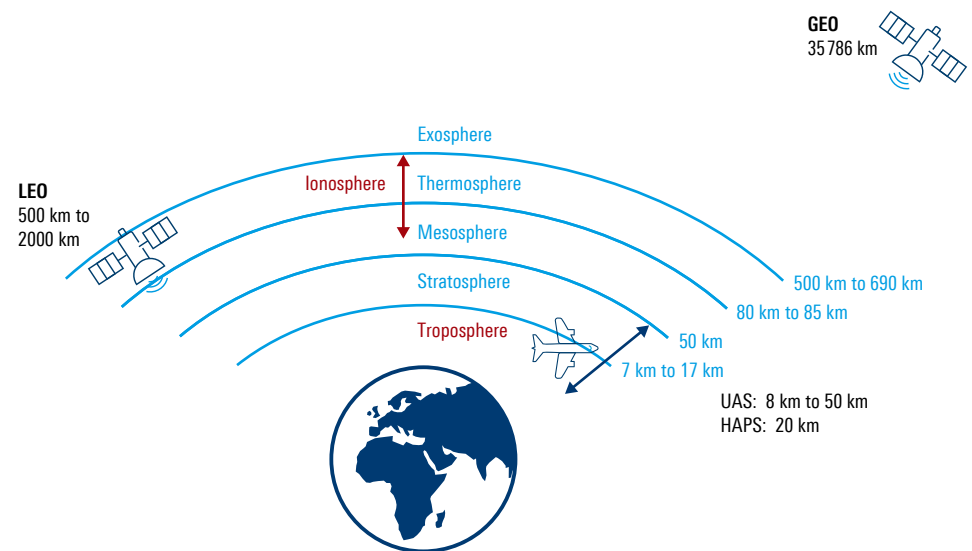 GEO
35 786 km
Exosphere
Ionosphere
Thermosphere
LEO
500 km to
2000 km
Mesosphere
Stratosphere
500 km to 690 km
80 km to 85 km
Troposphere
50 km
7 km to 17 km
UAS: 8 km to 50 km
HAPS: 20 km